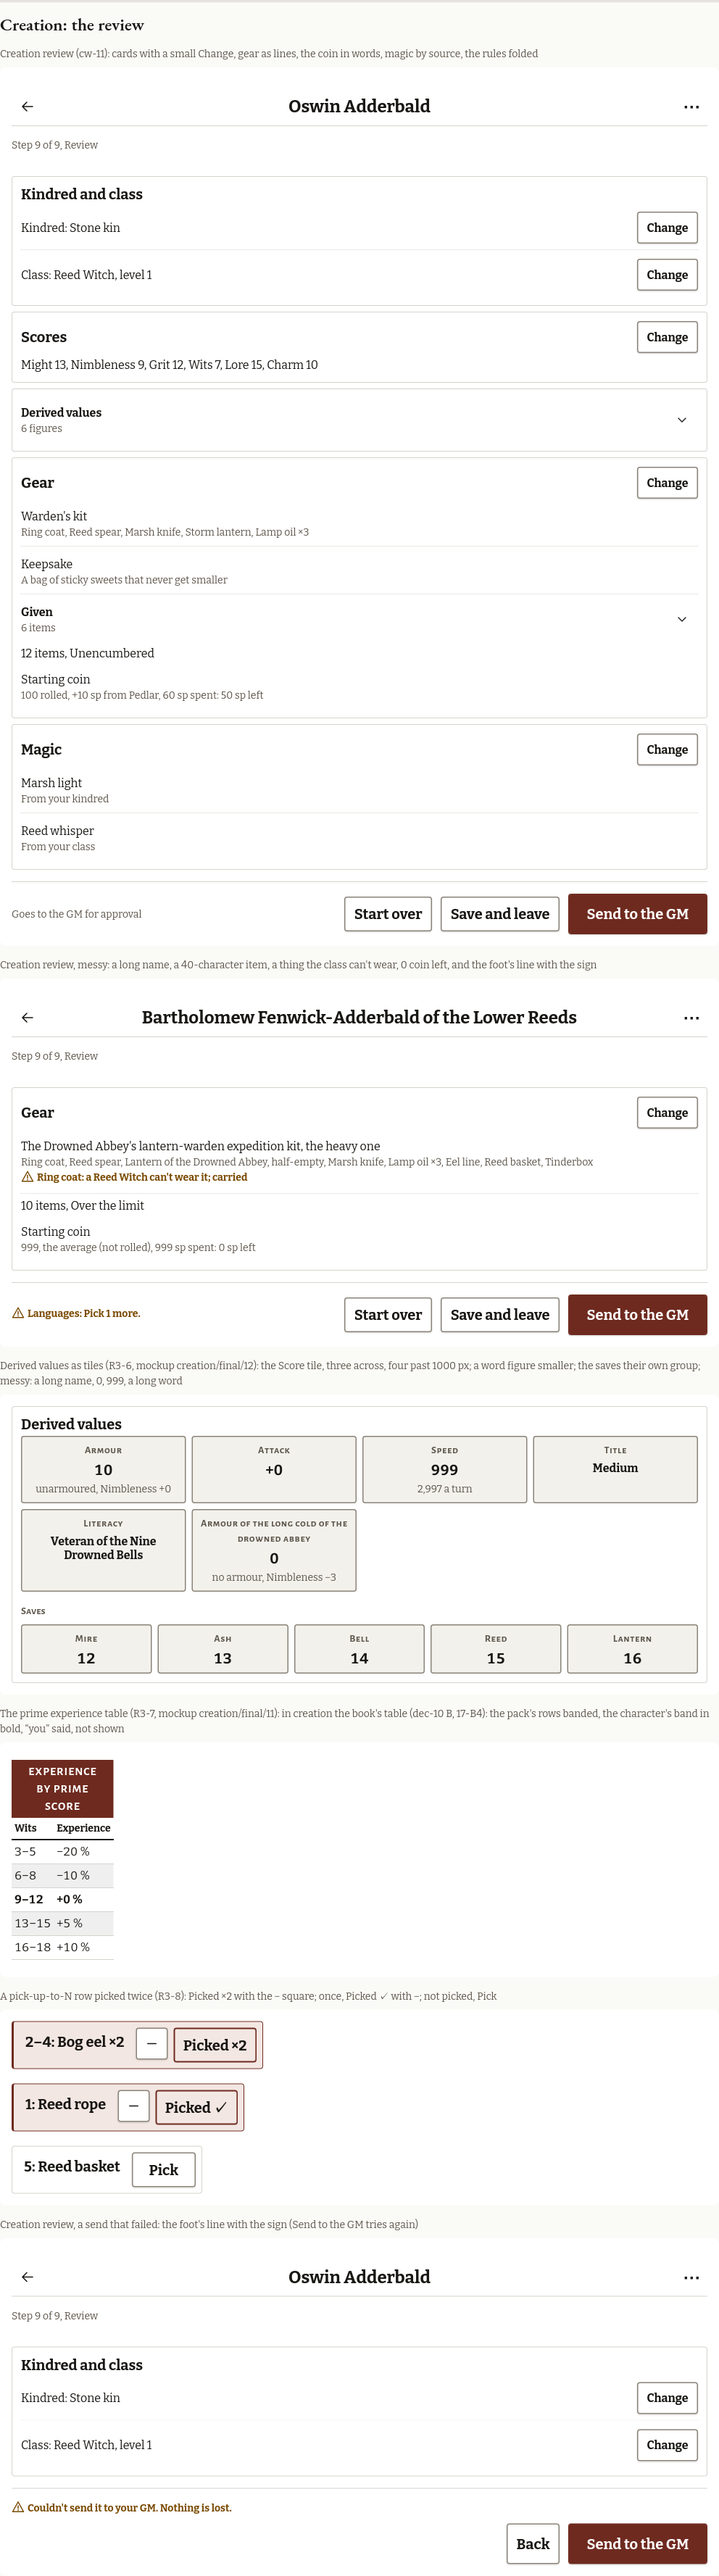 Creation: the review
Creation review (cw-11): cards with a small Change, gear as lines, the coin in words, magic by source, the rules folded
Oswin Adderbald
Step 9 of 9, Review
Kindred and class
Kindred: Stone kin
Change
Class: Reed Witch, level 1
Change
Scores
Change
Might 13, Nimbleness 9, Grit 12, Wits 7, Lore 15, Charm 10
Derived values
6 figures
Gear
Change
Warden's kit
Ring coat, Reed spear, Marsh knife, Storm lantern, Lamp oil ×3
Keepsake
A bag of sticky sweets that never get smaller
Given
6 items
12 items, Unencumbered
Starting coin
100 rolled, +10 sp from Pedlar, 60 sp spent: 50 sp left
Magic
Change
Marsh light
From your kindred
Reed whisper
From your class
Goes to the GM for approval
Start over
Save and leave
Send to the GM
Creation review, messy: a long name, a 40-character item, a thing the class can't wear, 0 coin left, and the foot's line with the sign
Bartholomew Fenwick-Adderbald of the Lower Reeds
Step 9 of 9, Review
Gear
Change
The Drowned Abbey's lantern-warden expedition kit, the heavy one
Ring coat, Reed spear, Lantern of the Drowned Abbey, half-empty, Marsh knife, Lamp oil ×3, Eel line, Reed basket, Tinderbox
Ring coat: a Reed Witch can't wear it; carried
10 items, Over the limit
Starting coin
999, the average (not rolled), 999 sp spent: 0 sp left
Languages: Pick 1 more.
Start over
Save and leave
Send to the GM
Derived values as tiles (R3-6, mockup creation/final/12): the Score tile, three across, four past 1000 px; a word figure smaller; the saves their own group;
messy: a long name, 0, 999, a long word
Derived values
Armour
10
unarmoured, Nimbleness +0
Attack
+0
Speed
999
2,997 a turn
Title
Medium
Literacy
Veteran of the Nine
Drowned Bells
Armour of the long cold of the
drowned abbey
0
no armour, Nimbleness −3
Saves
Mire
12
Ash
13
Bell
14
Reed
15
Lantern
16
The prime experience table (R3-7, mockup creation/final/11): in creation the book's table (dec-10 B, 17-B4): the pack's rows banded, the character's band in
bold, "you" said, not shown
EXPERIENCE
BY PRIME
SCORE
Wits Experience
3–5 −20 %
6–8 −10 %
9–12 +0 %
13–15 +5 %
16–18 +10 %
A pick-up-to-N row picked twice (R3-8): Picked ×2 with the − square; once, Picked ✓ with −; not picked, Pick
2–4: Bog eel ×2 − Picked ×2
1: Reed rope − Picked ✓
5: Reed basket Pick
Creation review, a send that failed: the foot's line with the sign (Send to the GM tries again)
Oswin Adderbald
Step 9 of 9, Review
Kindred and class
Kindred: Stone kin
Change
Class: Reed Witch, level 1
Change
Couldn't send it to your GM. Nothing is lost.
Back
Send to the GM